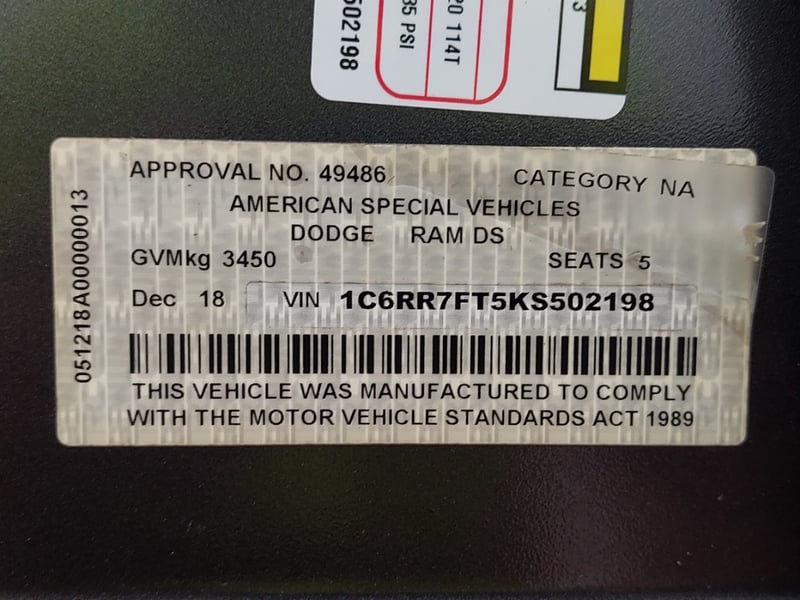 502198
35 PSI
20 114T
3
APPROVAL NO. 49486
CATEGORY NA
AMERICAN SPECIAL VEHICLES
DODGE RAM DS
GVMkg 3450
SEATS 5
Dec 18
VIN 1C6RR7FT5KS502198
THIS VEHICLE WAS MANUFACTURED TO COMPLY
WITH THE MOTOR VEHICLE STANDARDS ACT 1989
051218A00000013